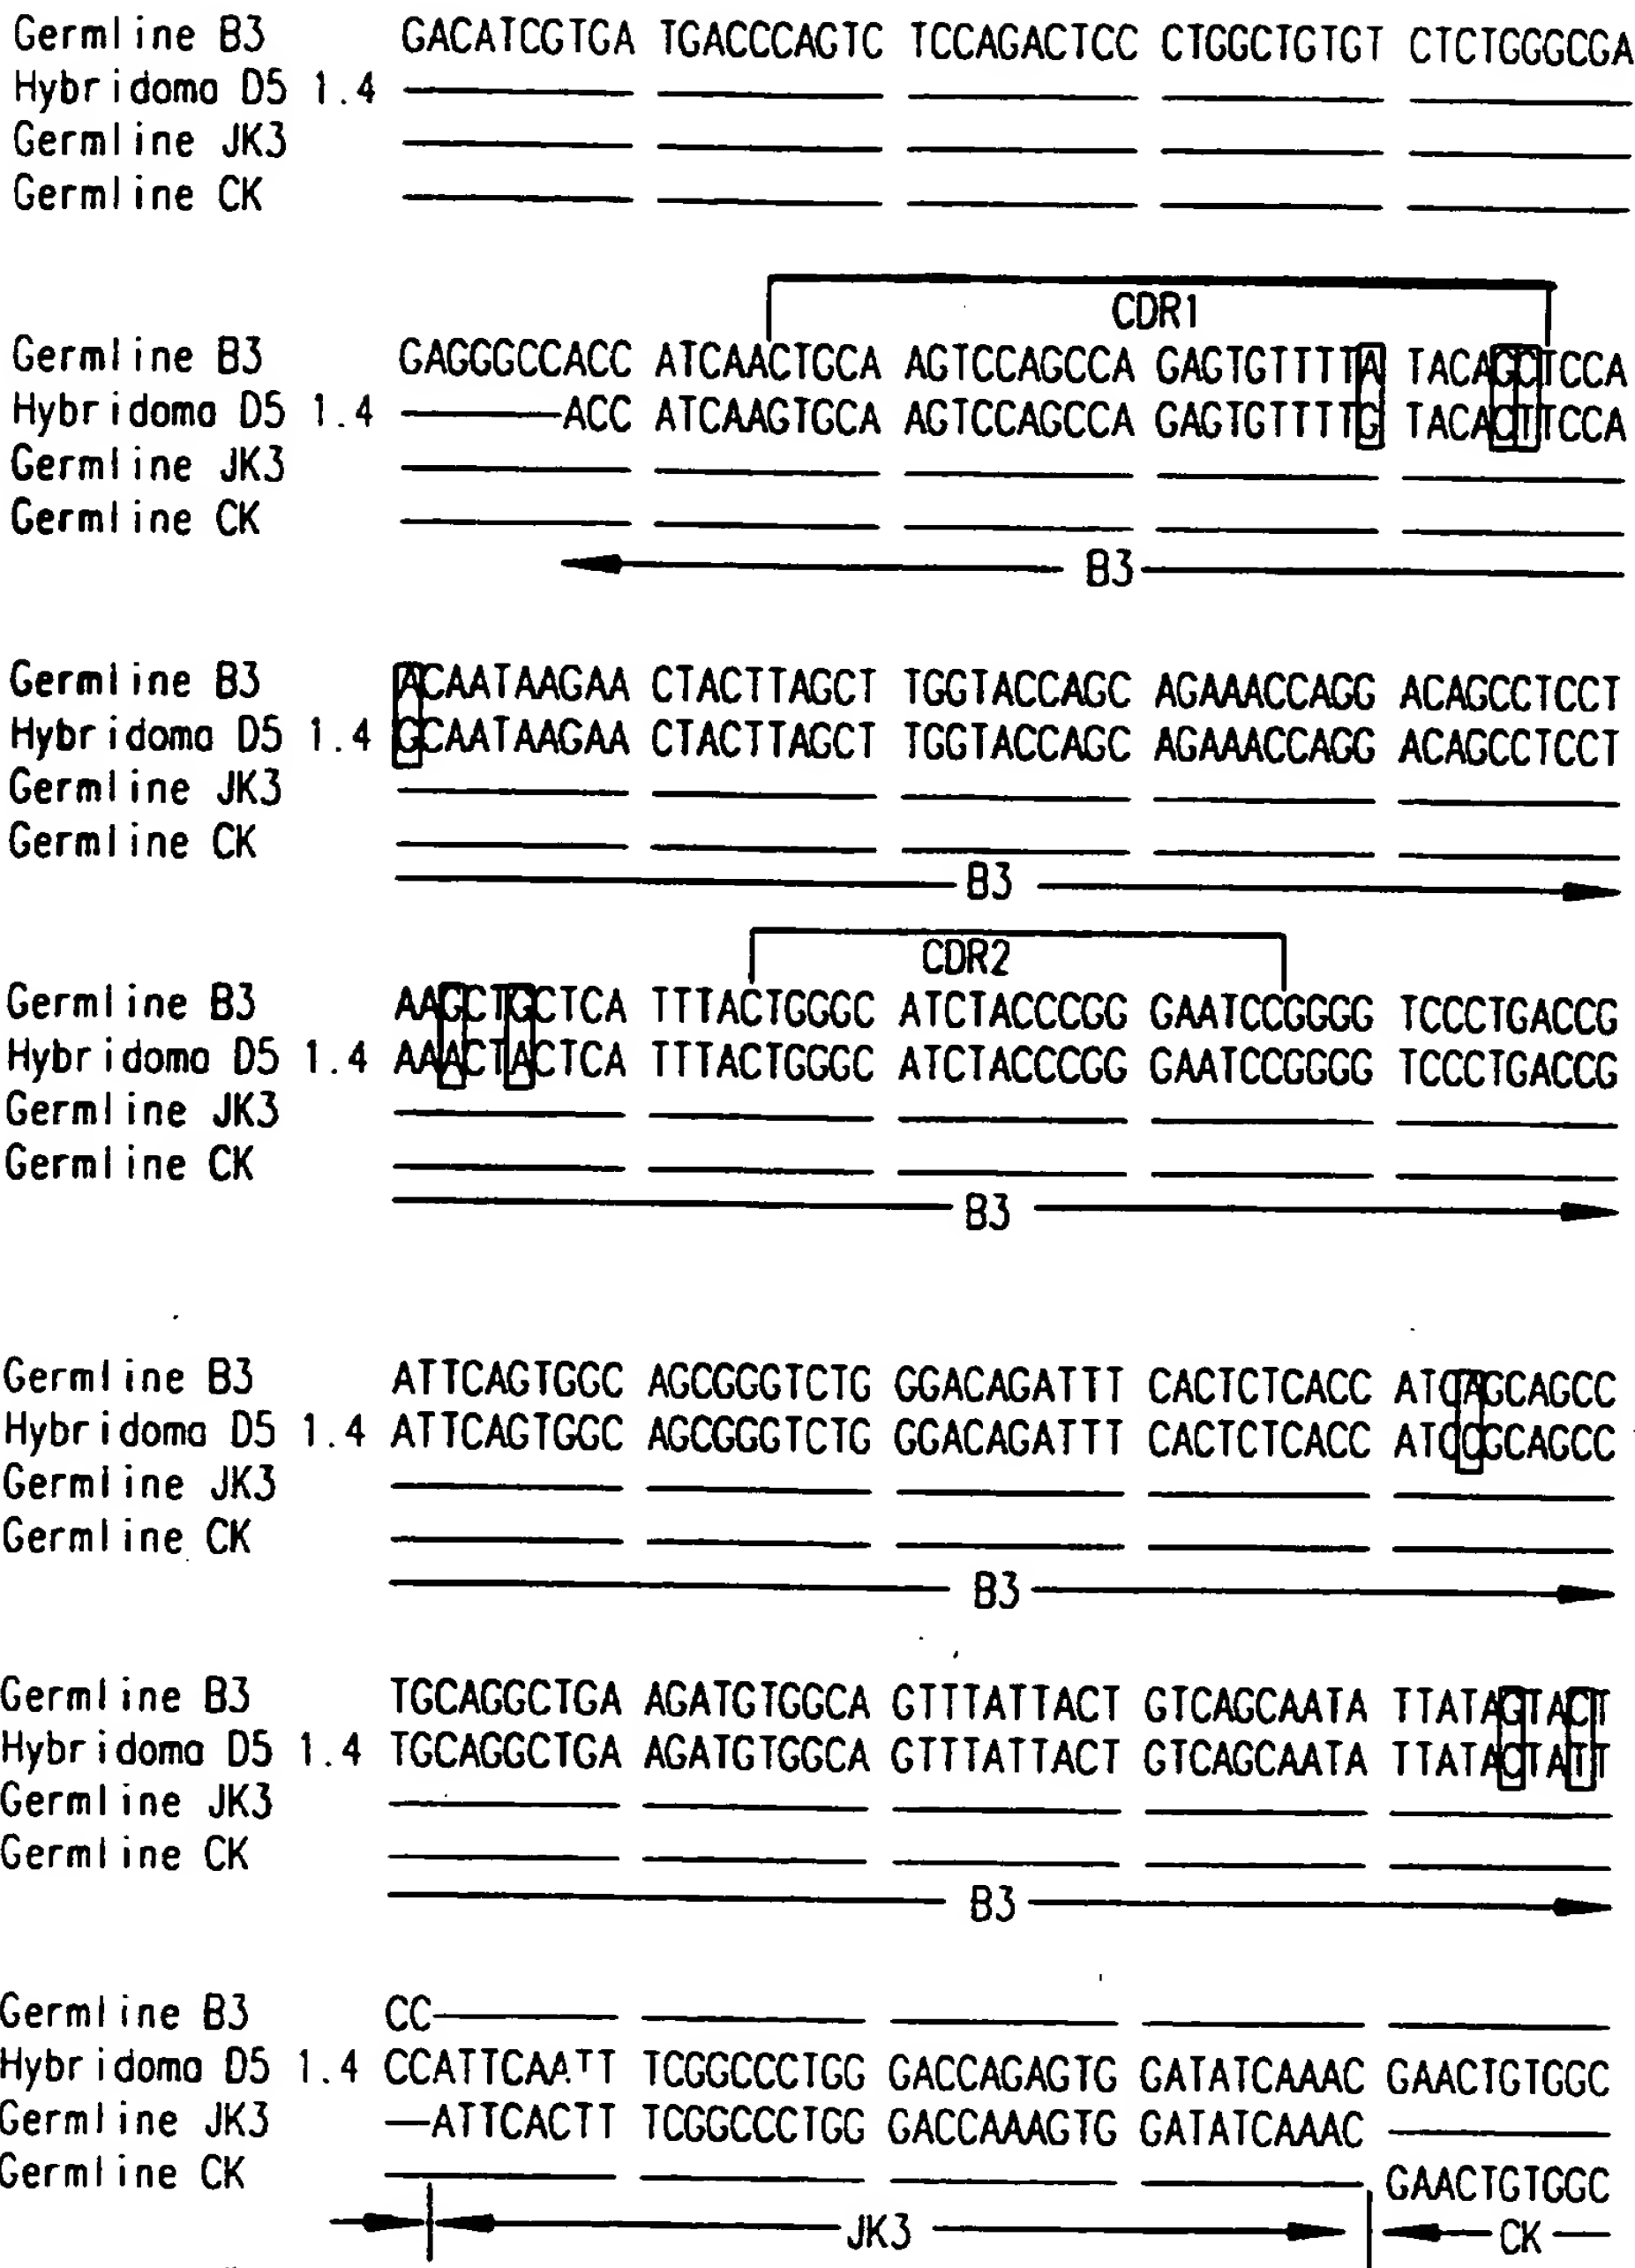 Germline B3 GACATCGTGA TGACCCAGTC TCCAGACTCC CTGGCTGTGT CTCTGGGCGA
Hybridoma D5 1.4
Germline JK3
Germline CK
CDR1
Germline B3 GAGGGCCACC ATCAACTGCA AGTCCAGCCA GAGTGTTTTA TACAGCTCCA
Hybridoma D5 1.4 ACC ATCAAGTGCA AGTCCAGCCA GAGTGTTTTG TACACTTCCA
Germline JK3
Germline CK
B3
Germline B3 ACAATAAGAA CTACTTAGCT TGGTACCAGC AGAAACCAGG ACAGCCTCCT
Hybridoma D5 1.4 GCAATAAGAA CTACTTAGCT TGGTACCAGC AGAAACCAGG ACAGCCTCCT
Germline JK3
Germline CK
B3
CDR2
Germline B3 AAGCTGCTCA TTTACTGGGC ATCTACCCGG GAATCCGGGG TCCCTGACCG
Hybridoma D5 1.4 AAACTACTCA TTTACTGGGC ATCTACCCGG GAATCCGGGG TCCCTGACCG
Germline JK3
Germline CK
B3
Germline B3 ATTCAGTGGC AGCGGGTCTG GGACAGATTT CACTCTCACC AGCAGCC
Hybridoma D5 1.4 ATTCAGTGGC AGCGGGTCTG GGACAGATTT CACTCTCACC ATCCGCAGCC
Germline JK3
Germline CK
B3
Germline B3 TGCAGGCTGA AGATGTGGCA GTTTATTACT GTCAGCAATA TTATAGTACT
Hybridoma D5 1.4 TGCAGGCTGA AGATGTGGCA GTTTATTACT GTCAGCAATA TTATACTATT
Germline JK3
Germline CK
B3
Germline B3 CC
Hybridoma D5 1.4 CCATTCAATT TCGGCCCTGG GACCAGAGTG GATATCAAAC GAACTGTGGC
Germline JK3 ATTCACTT TCGGCCCTGG GACCAAAGTG GATATCAAAC
Germline CK GAACTGTGGC
JK3 CK